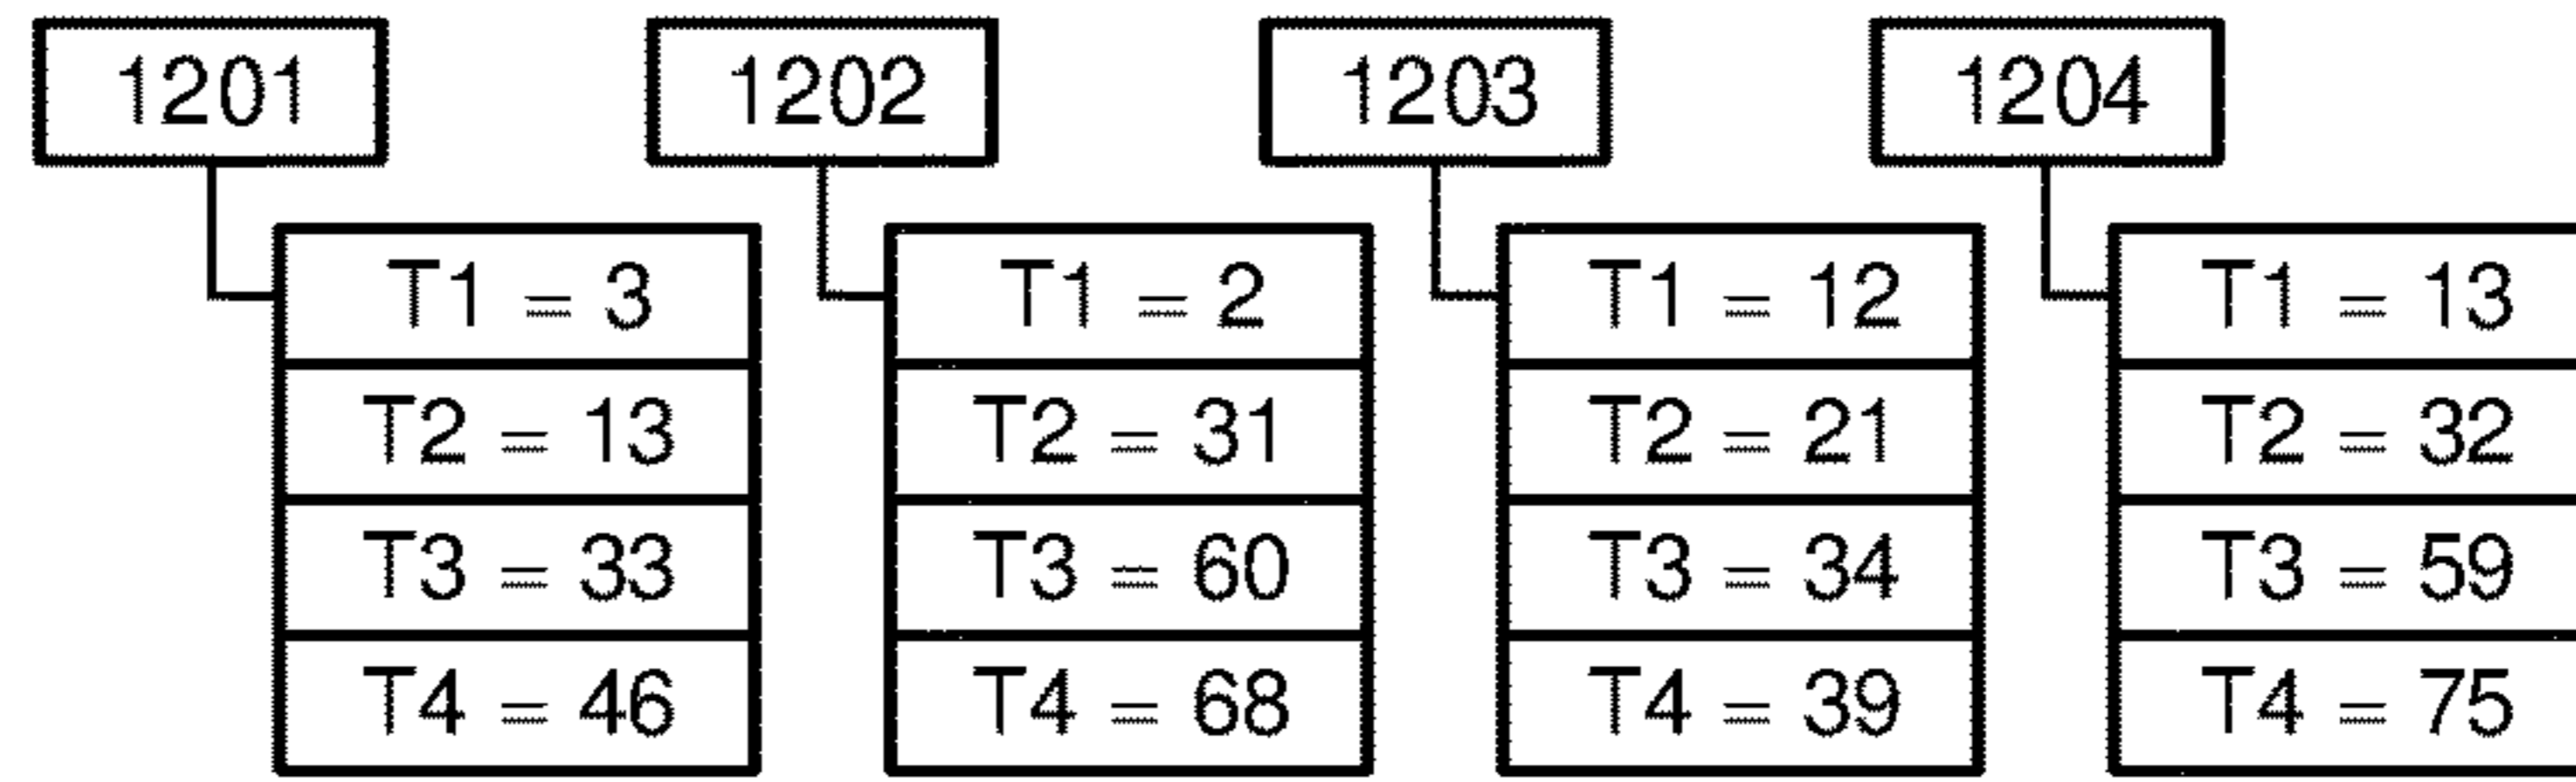 1201 1202 1203 1204
T1 = 3 T1 = 2 T1 = 12 T1 = 13
T2 = 13 T2 = 31 T2 = 21 T2 = 32
T3 = 33 T3 = 60 T3 = 34 T3 = 59
T4 = 46 T4 = 68 T4 = 39 T4 = 75